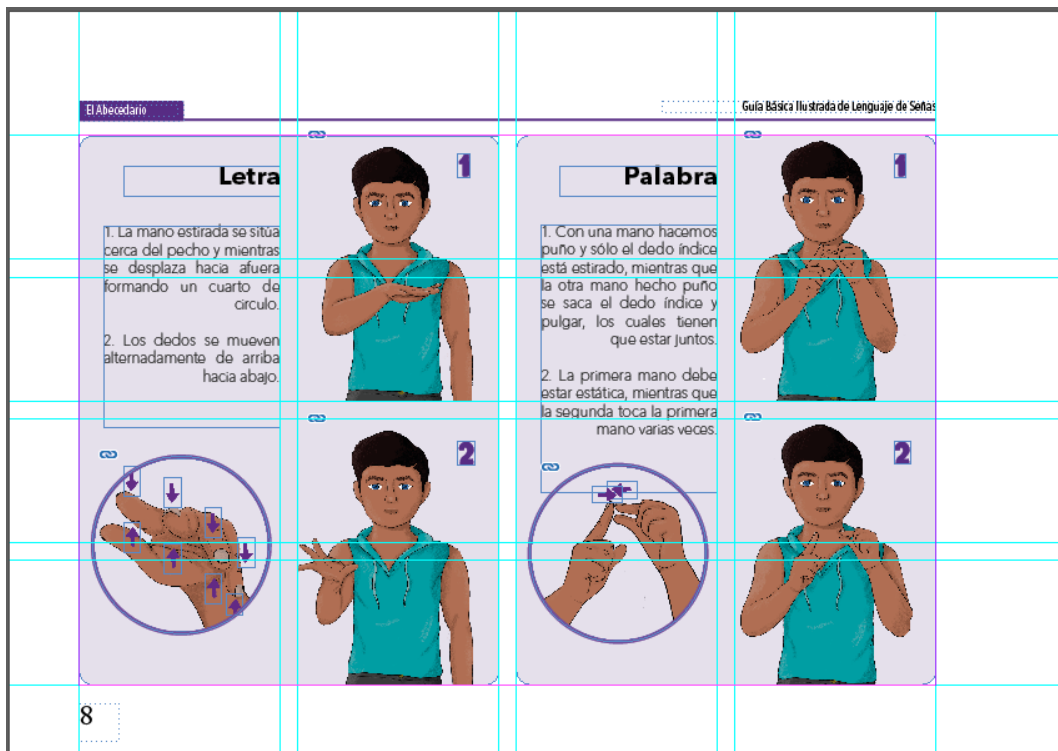 El Abecedario
Guía Básica Ilustrada de Lenguaje de Señas
Letra
1. La mano estirada se sitúa
cerca del pecho y mientras
se desplaza hacia afuera
formando un cuarto de
circulo.
2. Los dedos se mueven
alternadamente de arriba
hacia abajo.
1
2
Palabra
1. Con una mano hacemos
puño y sólo el dedo índice
está estirado, mientras que
la otra mano hecho puño
se saca el dedo índice y
pulgar, los cuales tienen
que estar juntos.
2. La primera mano debe
estar estática, mientras que
la segunda toca la primera
mano varias veces.
1
2
8